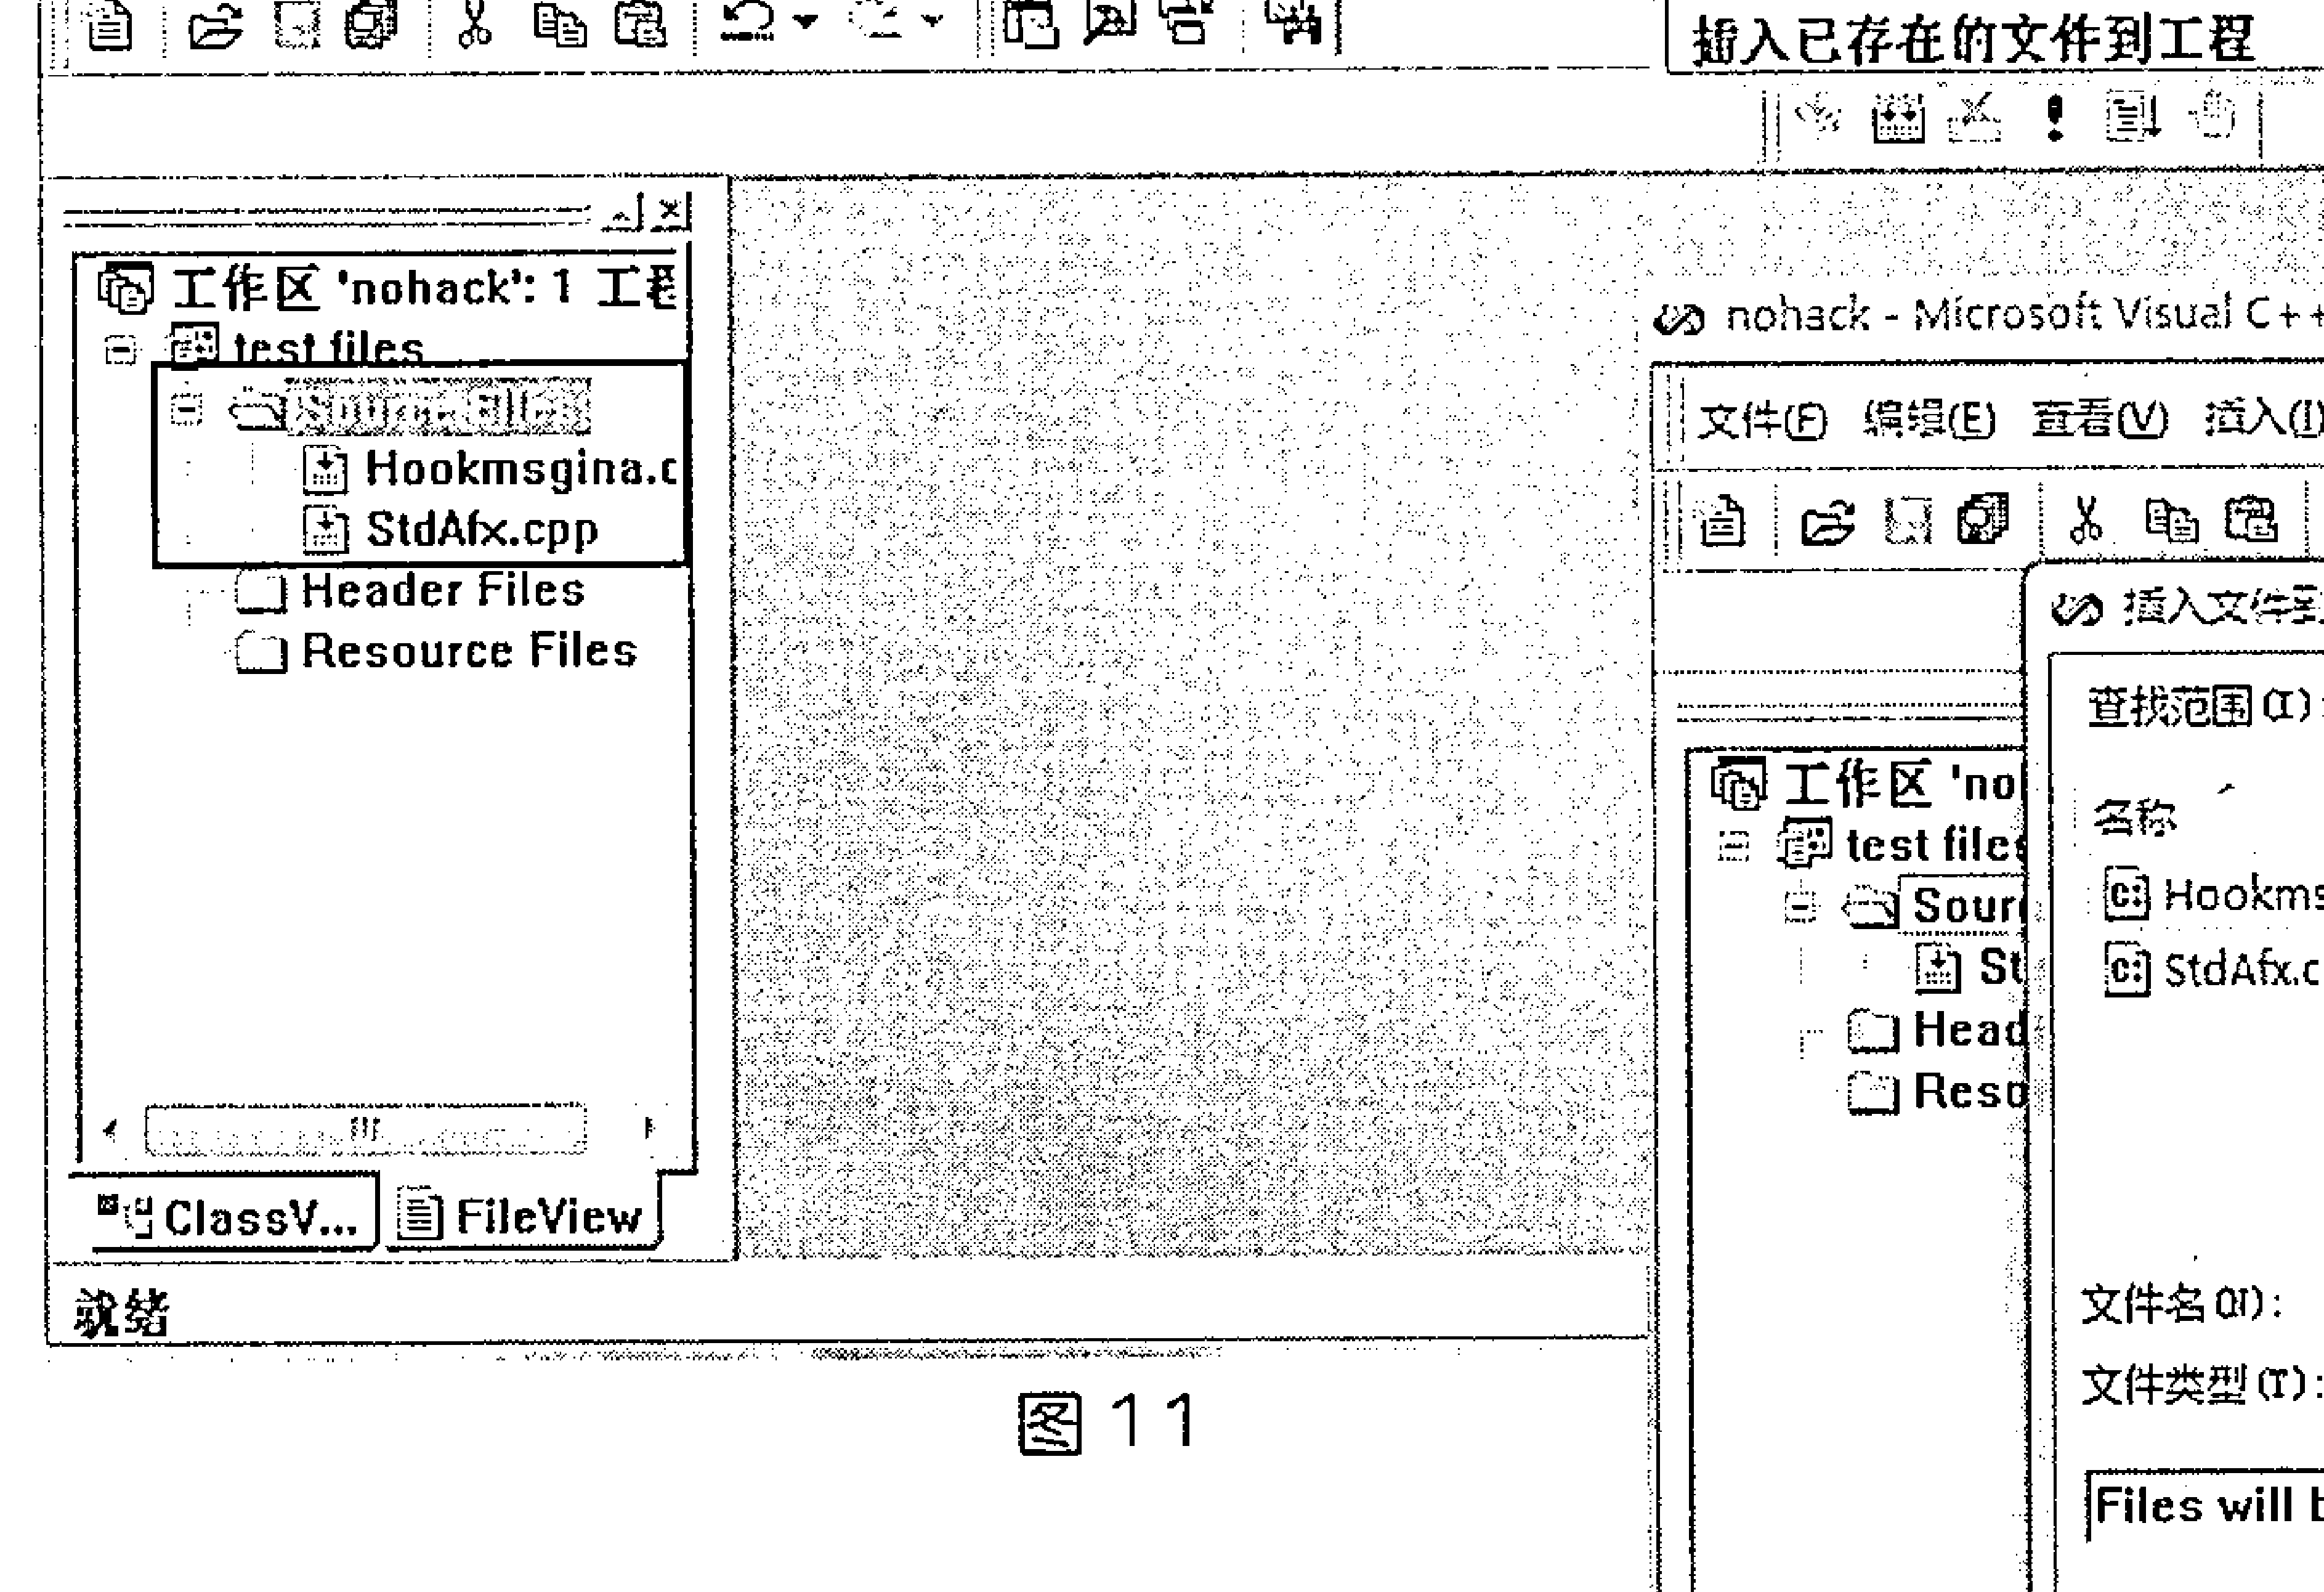 插入已存在的文件到工程
工作区 'nohack': 1 工程
test files
Source Files
Hookmsgina.c
StdAfx.cpp
Header Files
Resource Files
ClassV...
FileView
就绪
图 11
nohack - Microsoft Visual C++
文件(F) 编辑(E) 查看(V) 插入(I)
插入文件到
查找范围(I):
工作区 'no
test files
Sour
St
Head
Reso
名称
Hookms
StdAfx.c
文件名(N):
文件类型(T):
Files will b